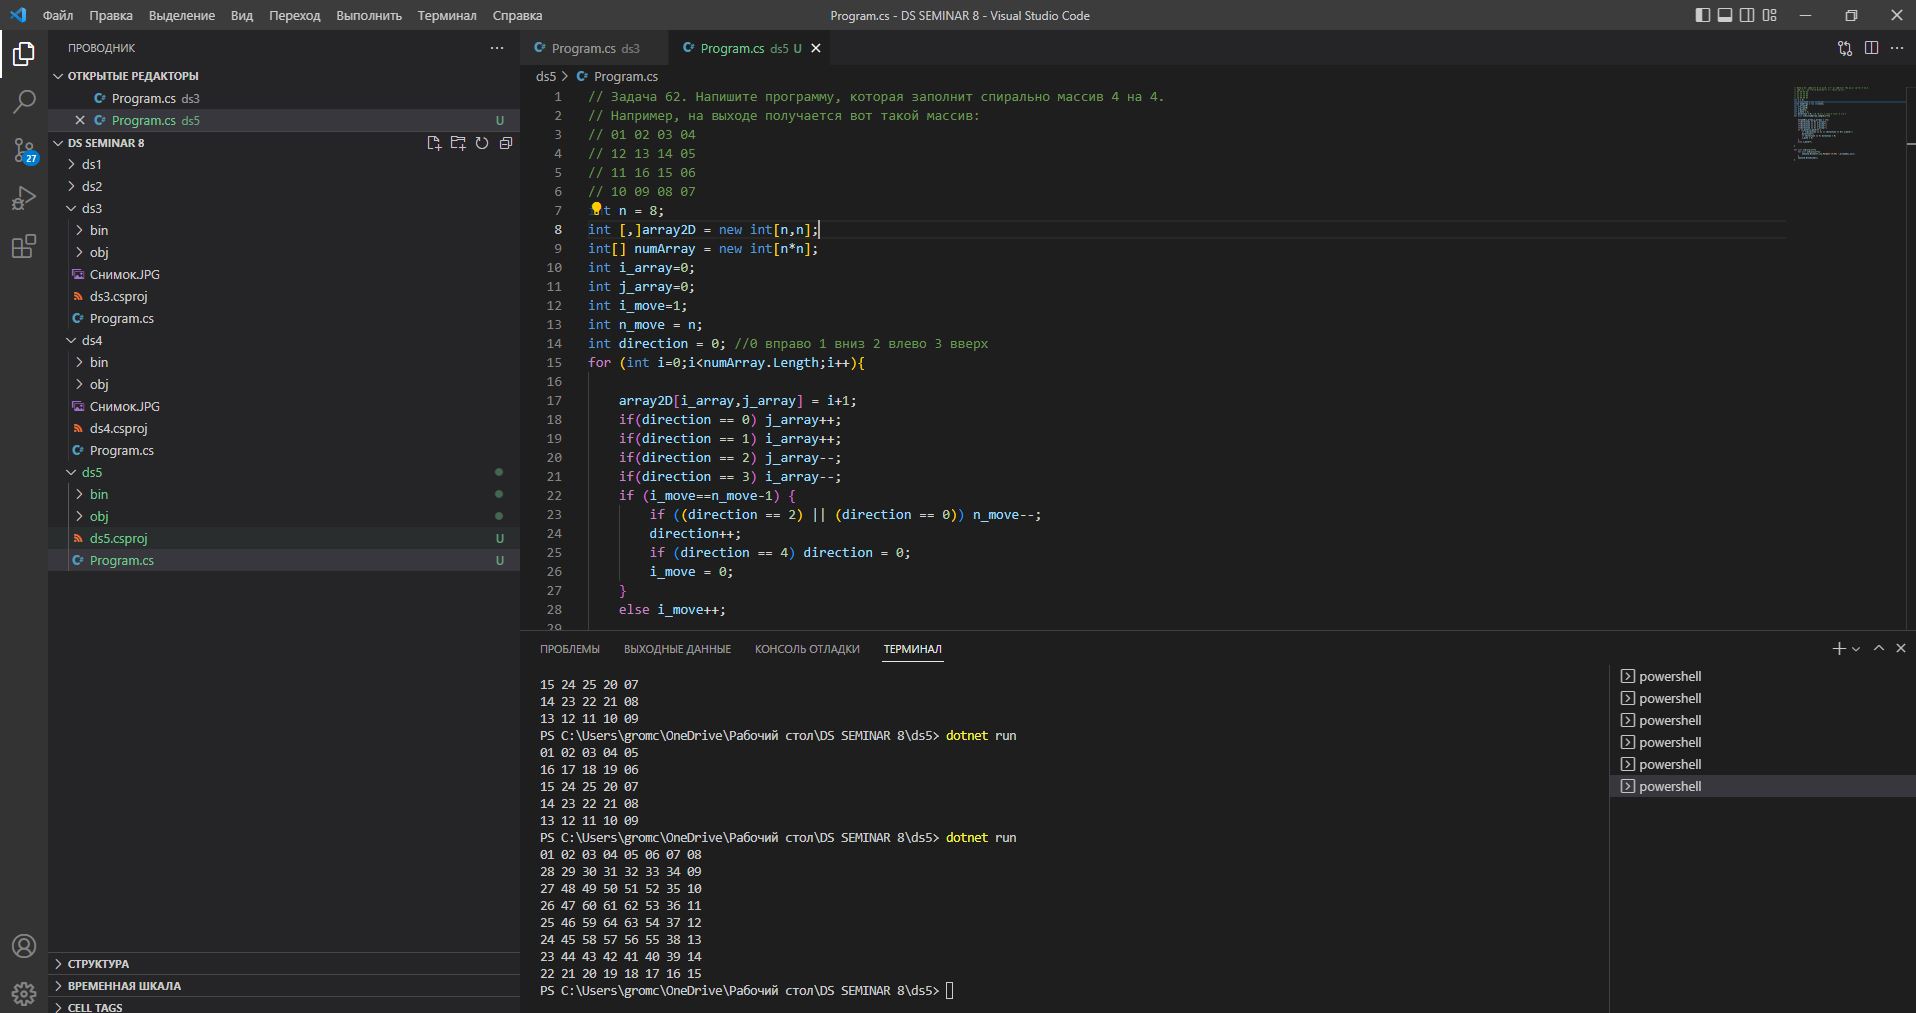 Файл Правка Выделение Вид Переход Выполнить Терминал Справка
Program.cs - DS SEMINAR 8 - Visual Studio Code
ПРОВОДНИК
ОТКРЫТЫЕ РЕДАКТОРЫ
Program.cs ds3
Program.cs ds5 U
DS SEMINAR 8
ds1
ds2
ds3
bin
obj
Снимок.JPG
ds3.csproj
Program.cs
ds4
bin
obj
Снимок.JPG
ds4.csproj
Program.cs
ds5
bin
obj
ds5.csproj U
Program.cs U
СТРУКТУРА
ВРЕМЕННАЯ ШКАЛА
CELL TAGS
27
Program.cs ds3
Program.cs ds5 U
ds5 > Program.cs
1 // Задача 62. Напишите программу, которая заполнит спирально массив 4 на 4.
2 // Например, на выходе получается вот такой массив:
3 // 01 02 03 04
4 // 12 13 14 05
5 // 11 16 15 06
6 // 10 09 08 07
7 int n = 8;
8 int [,]array2D = new int[n,n];
9 int[] numArray = new int[n*n];
10 int i_array=0;
11 int j_array=0;
12 int i_move=1;
13 int n_move = n;
14 int direction = 0; //0 вправо 1 вниз 2 влево 3 вверх
15 for (int i=0;i<numArray.Length;i++){
16
17 array2D[i_array,j_array] = i+1;
18 if(direction == 0) j_array++;
19 if(direction == 1) i_array++;
20 if(direction == 2) j_array--;
21 if(direction == 3) i_array--;
22 if (i_move==n_move-1) {
23 if ((direction == 2) || (direction == 0)) n_move--;
24 direction++;
25 if (direction == 4) direction = 0;
26 i_move = 0;
27 }
28 else i_move++;
29
ПРОБЛЕМЫ ВЫХОДНЫЕ ДАННЫЕ КОНСОЛЬ ОТЛАДКИ ТЕРМИНАЛ
15 24 25 20 07
14 23 22 21 08
13 12 11 10 09
PS C:\Users\gromc\OneDrive\Рабочий стол\DS SEMINAR 8\ds5> dotnet run
01 02 03 04 05
16 17 18 19 06
15 24 25 20 07
14 23 22 21 08
13 12 11 10 09
PS C:\Users\gromc\OneDrive\Рабочий стол\DS SEMINAR 8\ds5> dotnet run
01 02 03 04 05 06 07 08
28 29 30 31 32 33 34 09
27 48 49 50 51 52 35 10
26 47 60 61 62 53 36 11
25 46 59 64 63 54 37 12
24 45 58 57 56 55 38 13
23 44 43 42 41 40 39 14
22 21 20 19 18 17 16 15
PS C:\Users\gromc\OneDrive\Рабочий стол\DS SEMINAR 8\ds5>
powershell
powershell
powershell
powershell
powershell
powershell